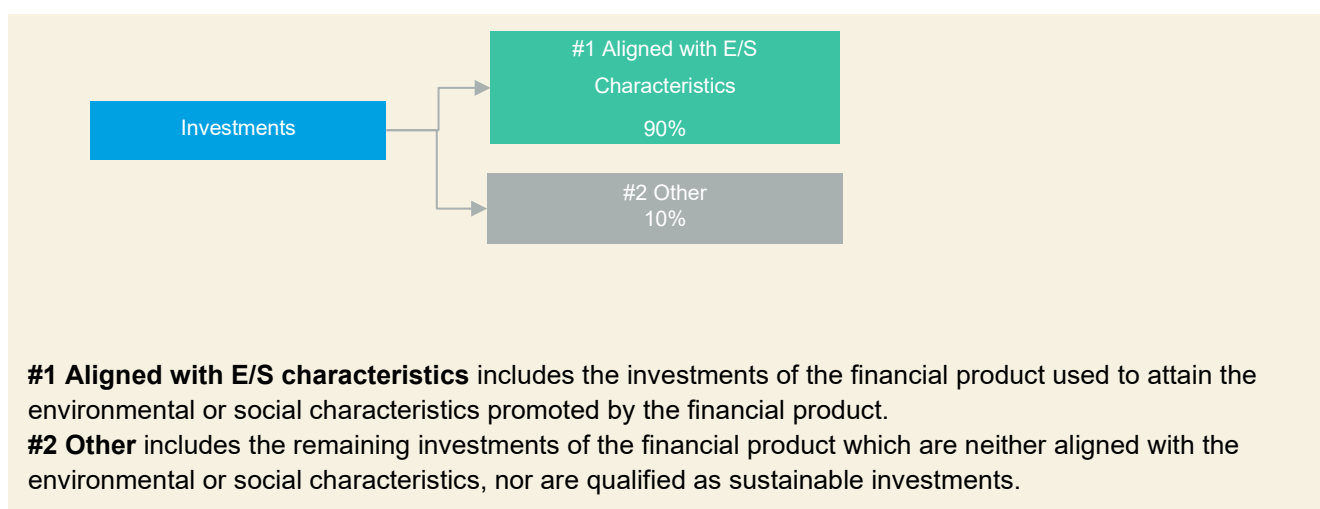 #1 Aligned with E/S
Characteristics
90%
Investments
#2 Other
10%
#1 Aligned with E/S characteristics includes the investments of the financial product used to attain the
environmental or social characteristics promoted by the financial product.
#2 Other includes the remaining investments of the financial product which are neither aligned with the
environmental or social characteristics, nor are qualified as sustainable investments.